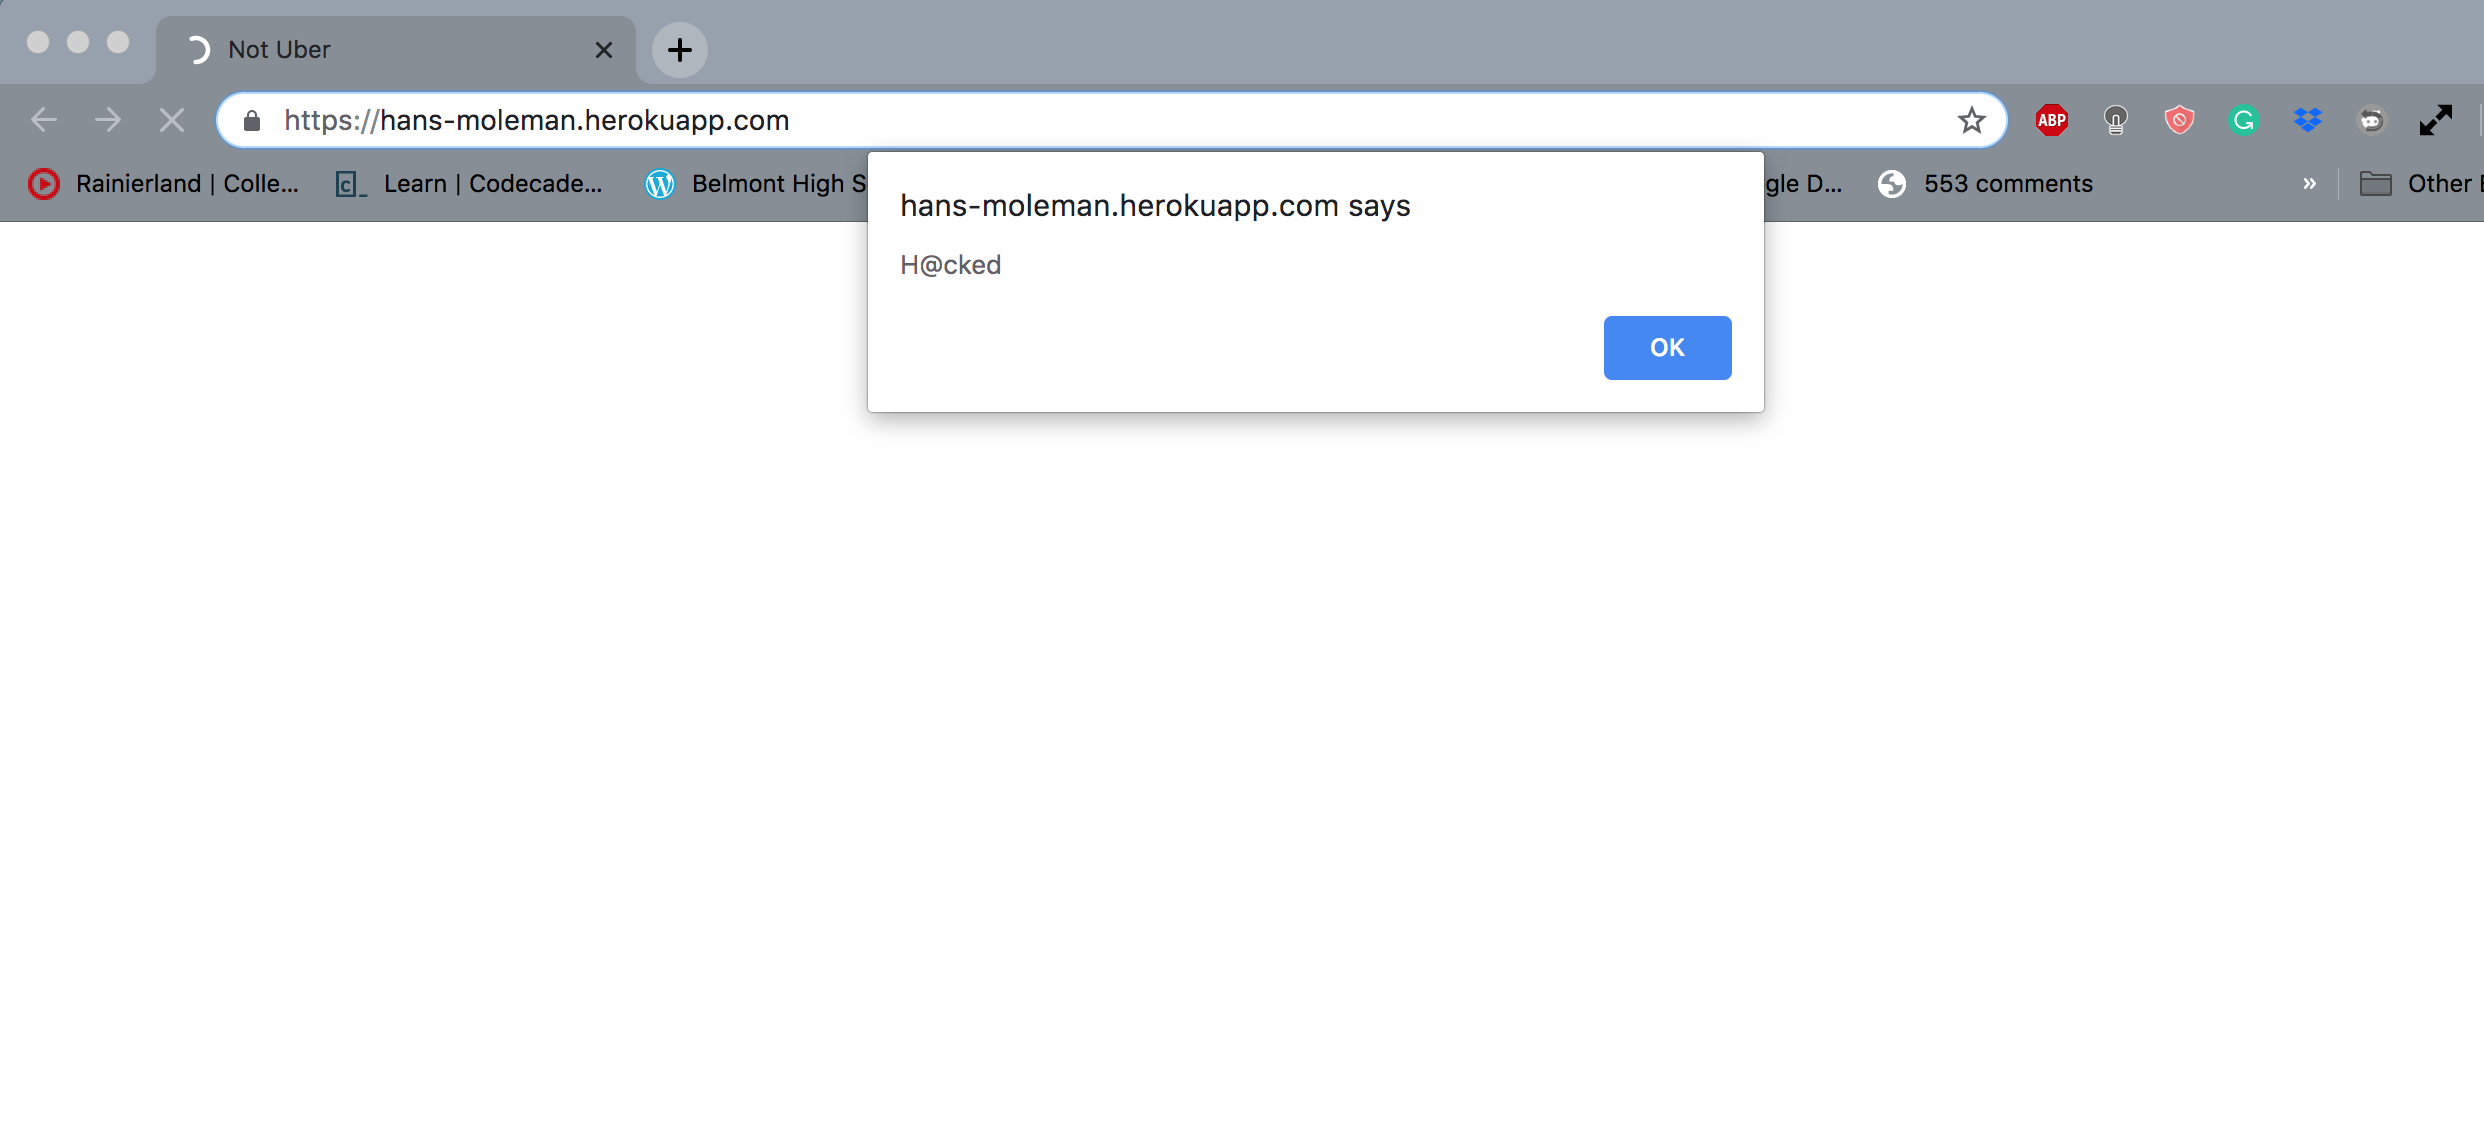 Not Uber
https://hans-moleman.herokuapp.com
ABP
Rainierland | Colle... Learn | Codecade... Belmont High S gle D... 553 comments » Other
hans-moleman.herokuapp.com says
H@cked
OK